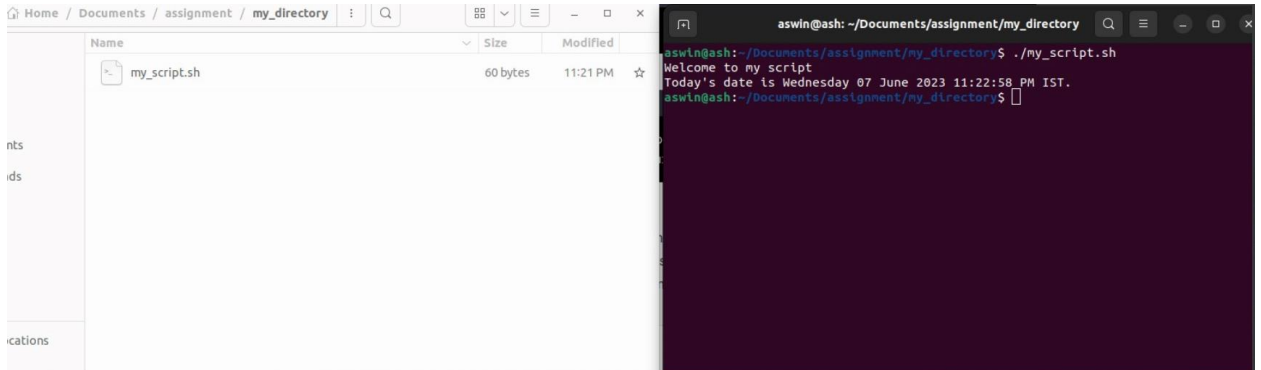 Home / Documents / assignment / my_directory
Name Size Modified
my_script.sh 60 bytes 11:21 PM
nts
ds
cations
aswin@ash: ~/Documents/assignment/my_directory
aswin@ash:~/Documents/assignment/my_directory$ ./my_script.sh
Welcome to my script
Today's date is Wednesday 07 June 2023 11:22:58 PM IST.
aswin@ash:~/Documents/assignment/my_directory$